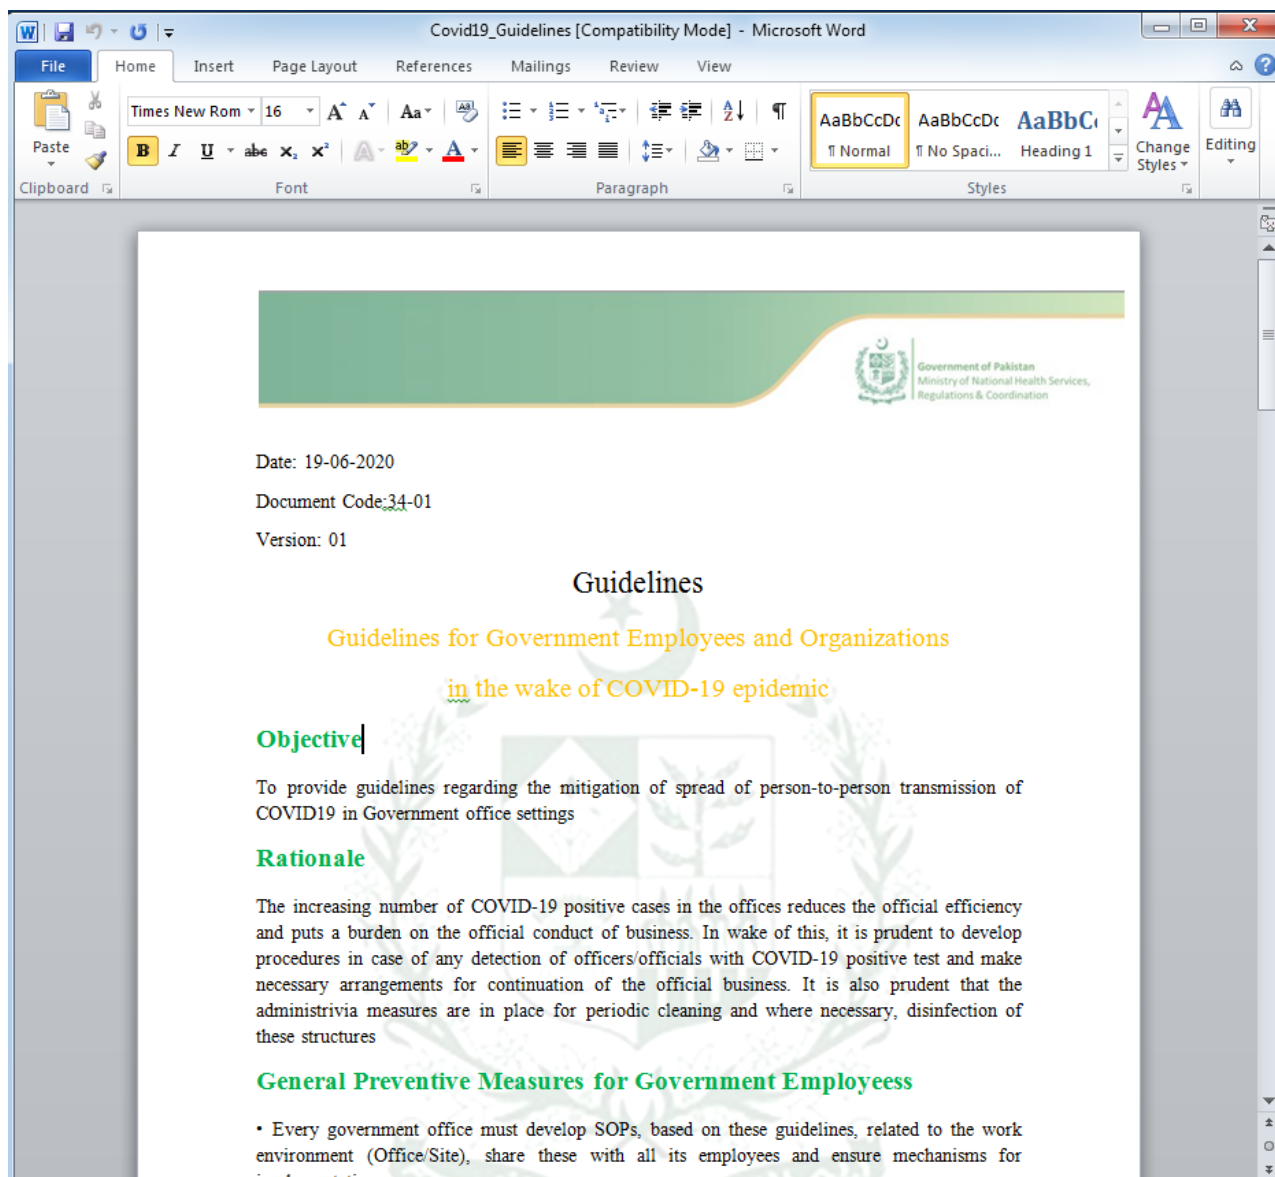 Covid19_Guidelines [Compatibility Mode] - Microsoft Word
File Home Insert Page Layout References Mailings Review View
Times New Rom 16
Paste
Clipboard Font Paragraph Styles
AaBbCcDc AaBbCcDc AaBbC
¶ Normal ¶ No Spaci... Heading 1
Change Styles
Editing
Government of Pakistan
Ministry of National Health Services,
Regulations & Coordination
Date: 19-06-2020
Document Code:34-01
Version: 01
Guidelines
Guidelines for Government Employees and Organizations
in the wake of COVID-19 epidemic
Objective
To provide guidelines regarding the mitigation of spread of person-to-person transmission of
COVID19 in Government office settings
Rationale
The increasing number of COVID-19 positive cases in the offices reduces the official efficiency
and puts a burden on the official conduct of business. In wake of this, it is prudent to develop
procedures in case of any detection of officers/officials with COVID-19 positive test and make
necessary arrangements for continuation of the official business. It is also prudent that the
administrivia measures are in place for periodic cleaning and where necessary, disinfection of
these structures
General Preventive Measures for Government Employeess
• Every government office must develop SOPs, based on these guidelines, related to the work
environment (Office/Site), share these with all its employees and ensure mechanisms for